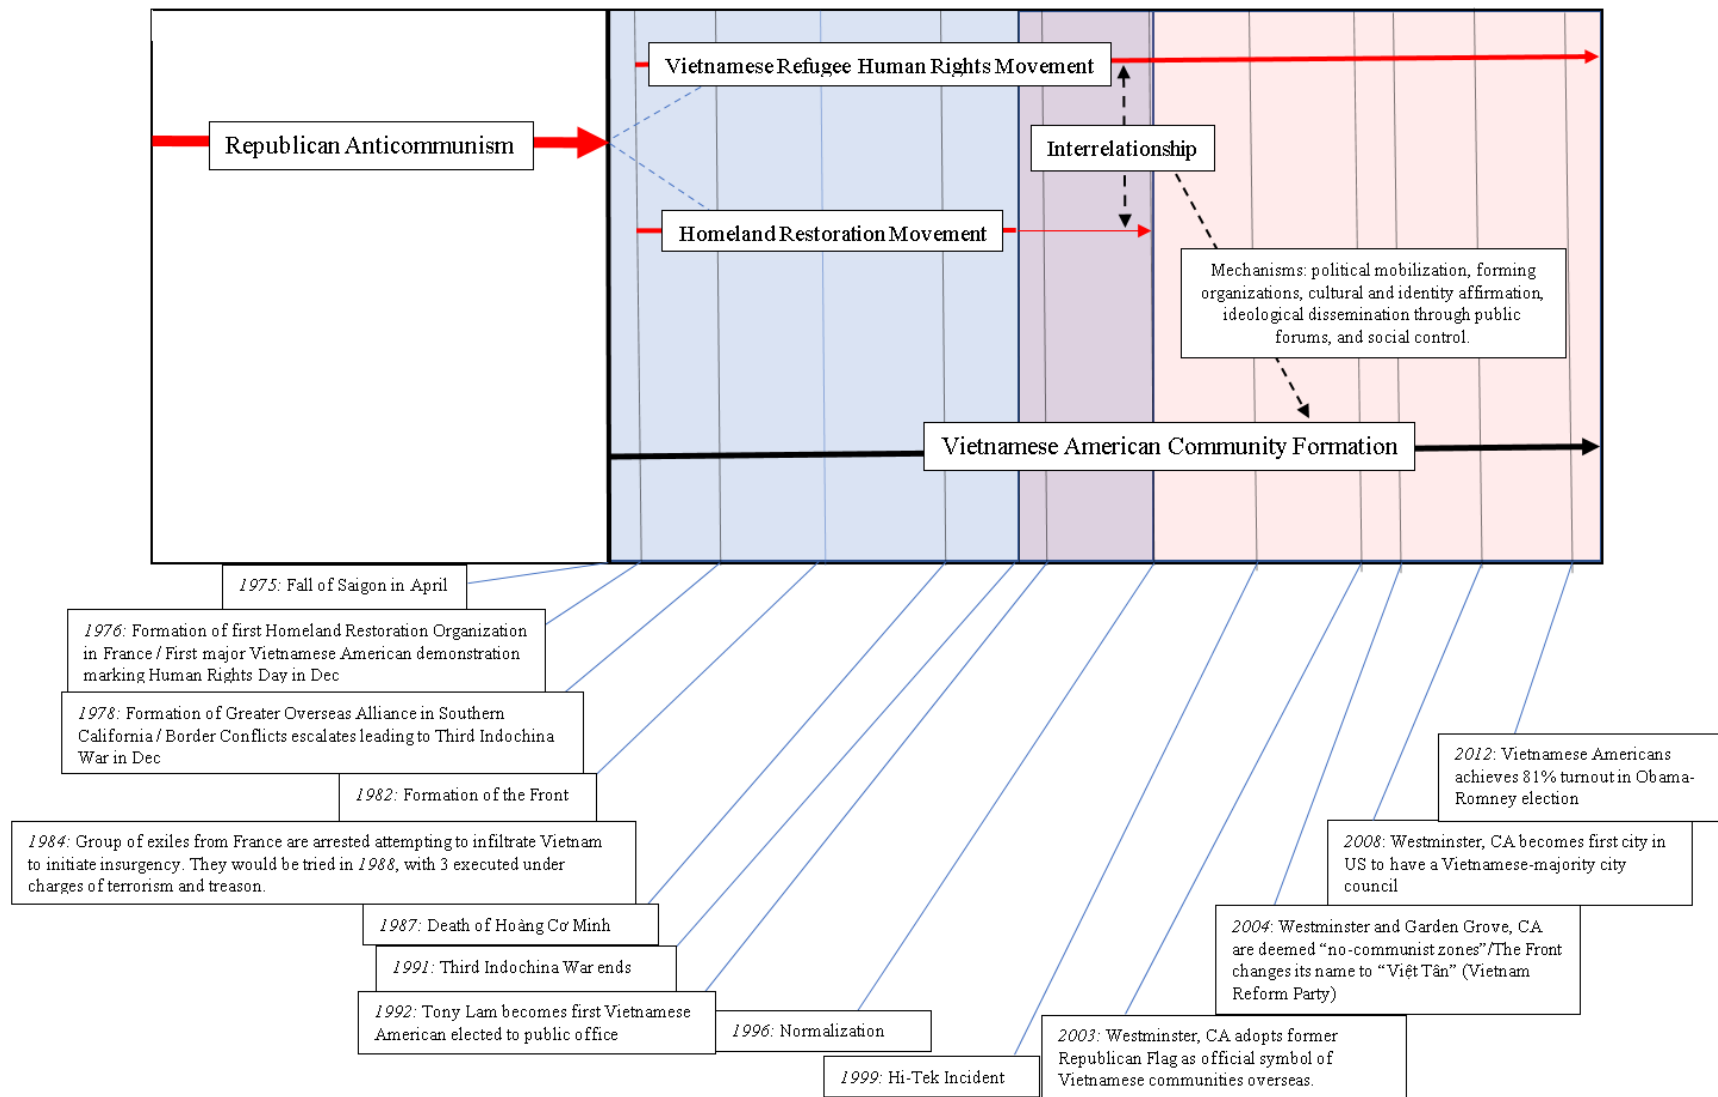 Vietnamese Refugee Human Rights Movement
Republican Anticommunism
Interrelationship
Homeland Restoration Movement
Mechanisms: political mobilization, forming
organizations, cultural and identity affirmation,
ideological dissemination through public
forums, and social control.
Vietnamese American Community Formation
1975: Fall of Saigon in April
1976: Formation of first Homeland Restoration Organization
in France / First major Vietnamese American demonstration
marking Human Rights Day in Dec
1978: Formation of Greater Overseas Alliance in Southern
California / Border Conflicts escalates leading to Third Indochina
War in Dec
1982: Formation of the Front
1984: Group of exiles from France are arrested attempting to infiltrate Vietnam
to initiate insurgency. They would be tried in 1988, with 3 executed under
charges of terrorism and treason.
1987: Death of Hoàng Cơ Minh
1991: Third Indochina War ends
1992: Tony Lam becomes first Vietnamese
American elected to public office
1996: Normalization
1999: Hi-Tek Incident
2003: Westminster, CA adopts former
Republican Flag as official symbol of
Vietnamese communities overseas.
2004: Westminster and Garden Grove, CA
are deemed “no-communist zones”/The Front
changes its name to “Việt Tân” (Vietnam
Reform Party)
2008: Westminster, CA becomes first city in
US to have a Vietnamese-majority city
council
2012: Vietnamese Americans
achieves 81% turnout in Obama-
Romney election